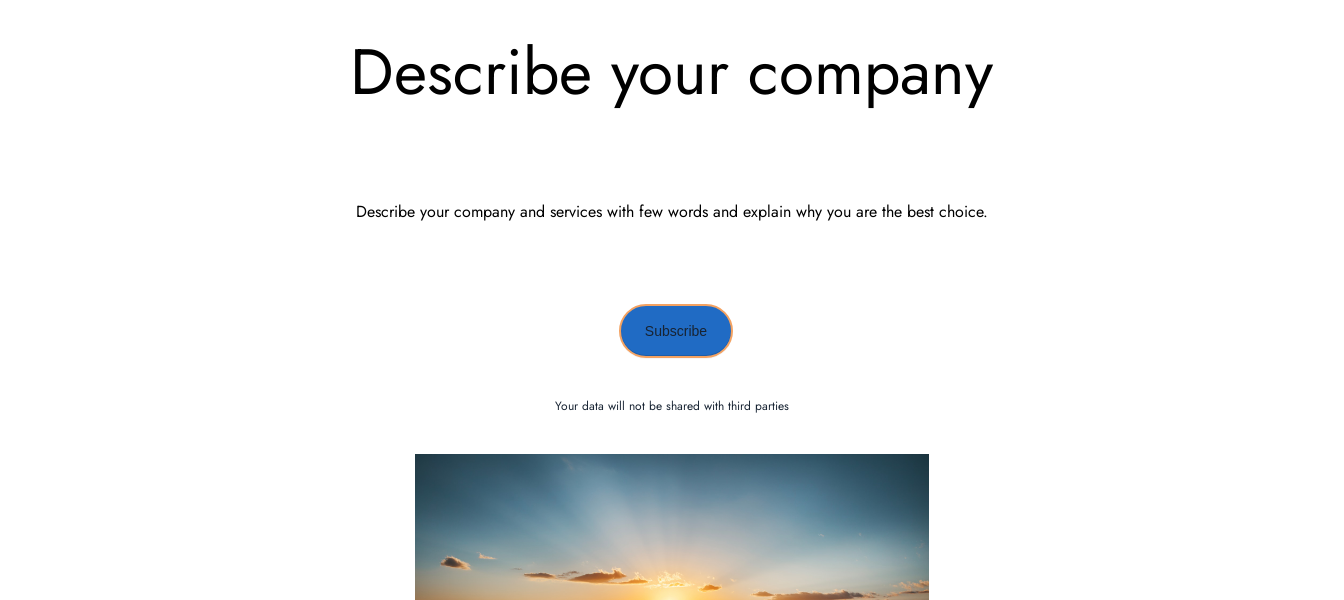 Describe your company
Describe your company and services with few words and explain why you are the best choice.
Subscribe
Your data will not be shared with third parties